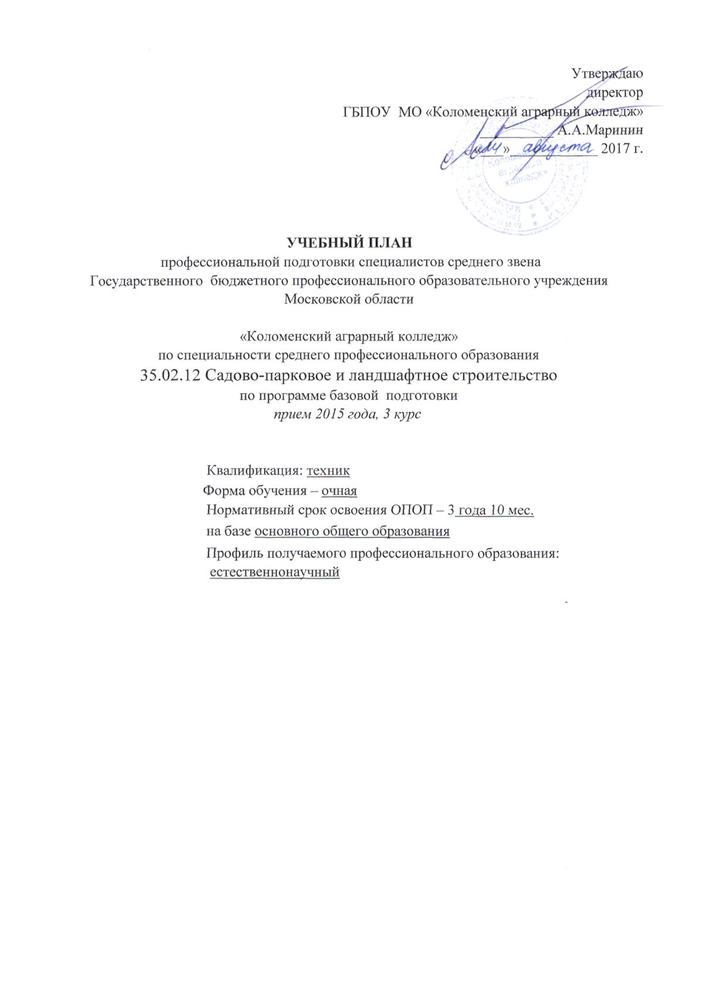 Утверждаю
директор
ГБПОУ МО «Коломенский аграрный колледж»
__________ А.А.Маринин
«___» августа 2017 г.
Коломенский
аграрный
колледж»
УЧЕБНЫЙ ПЛАН
профессиональной подготовки специалистов среднего звена
Государственного бюджетного профессионального образовательного учреждения
Московской области
«Коломенский аграрный колледж»
по специальности среднего профессионального образования
35.02.12 Садово-парковое и ландшафтное строительство
по программе базовой подготовки
прием 2015 года, 3 курс
Квалификация: техник
Форма обучения – очная
Нормативный срок освоения ОПОП – 3 года 10 мес.
на базе основного общего образования
Профиль получаемого профессионального образования:
естественнонаучный